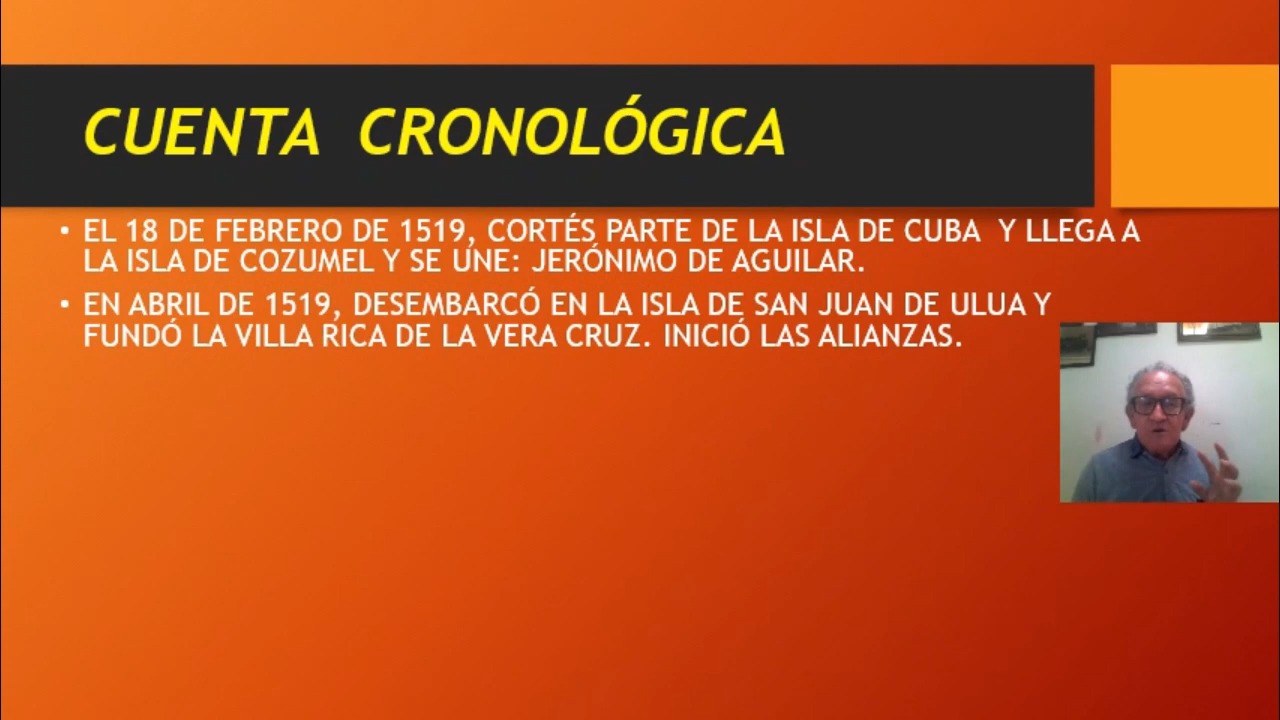 CUENTA CRONOLÓGICA
• EL 18 DE FEBRERO DE 1519, CORTÉS PARTE DE LA ISLA DE CUBA Y LLEGA A
LA ISLA DE COZUMEL Y SE UNE: JERÓNIMO DE AGUILAR.
• EN ABRIL DE 1519, DESEMBARCÓ EN LA ISLA DE SAN JUAN DE ULUA Y
FUNDÓ LA VILLA RICA DE LA VERA CRUZ. INICIÓ LAS ALIANZAS.